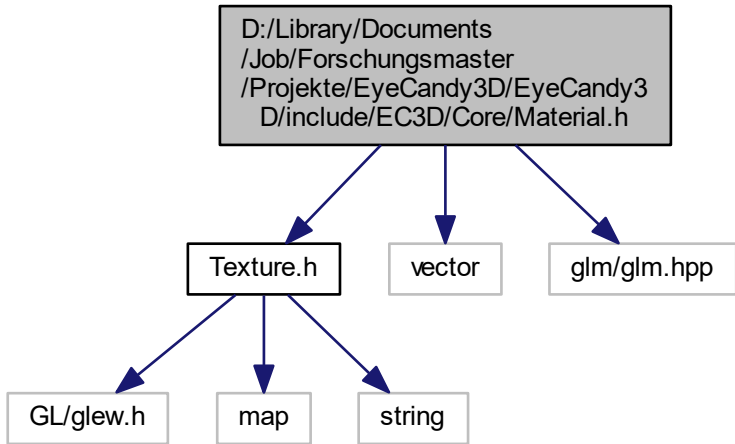 D:/Library/Documents
/Job/Forschungsmaster
/Projekte/EyeCandy3D/EyeCandy3
D/include/EC3D/Core/Material.h
Texture.h
vector
glm/glm.hpp
GL/glew.h
map
string